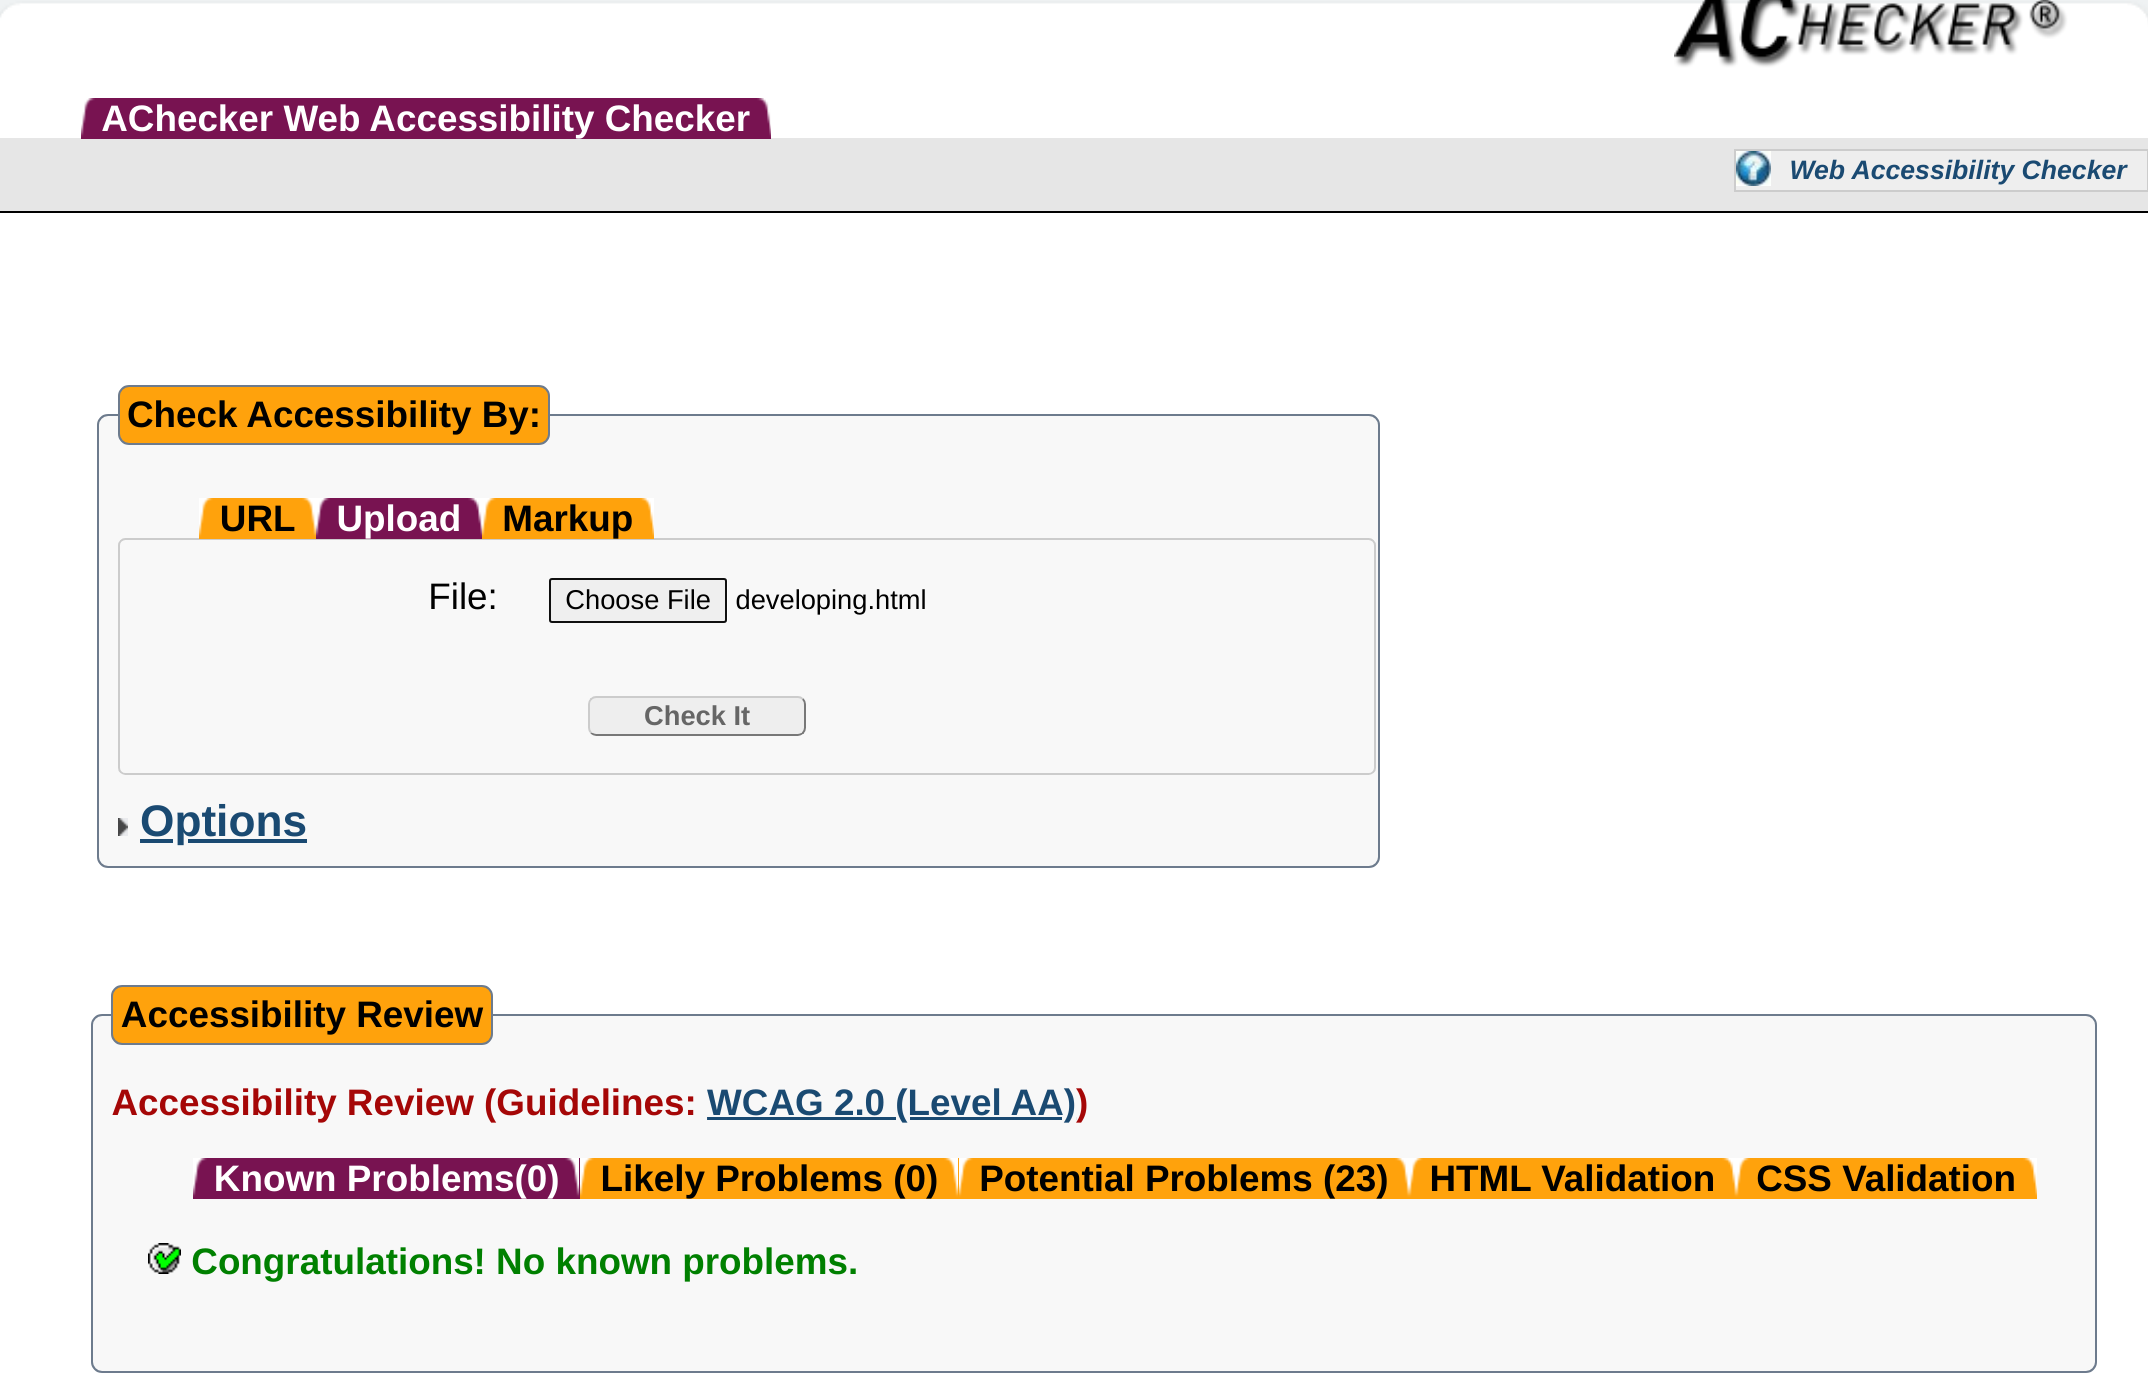 ACHECKER ®
AChecker Web Accessibility Checker
Web Accessibility Checker
Check Accessibility By:
URL Upload Markup
File: Choose File developing.html
Check It
Options
Accessibility Review
Accessibility Review (Guidelines: WCAG 2.0 (Level AA))
Known Problems(0) Likely Problems (0) Potential Problems (23) HTML Validation CSS Validation
Congratulations! No known problems.